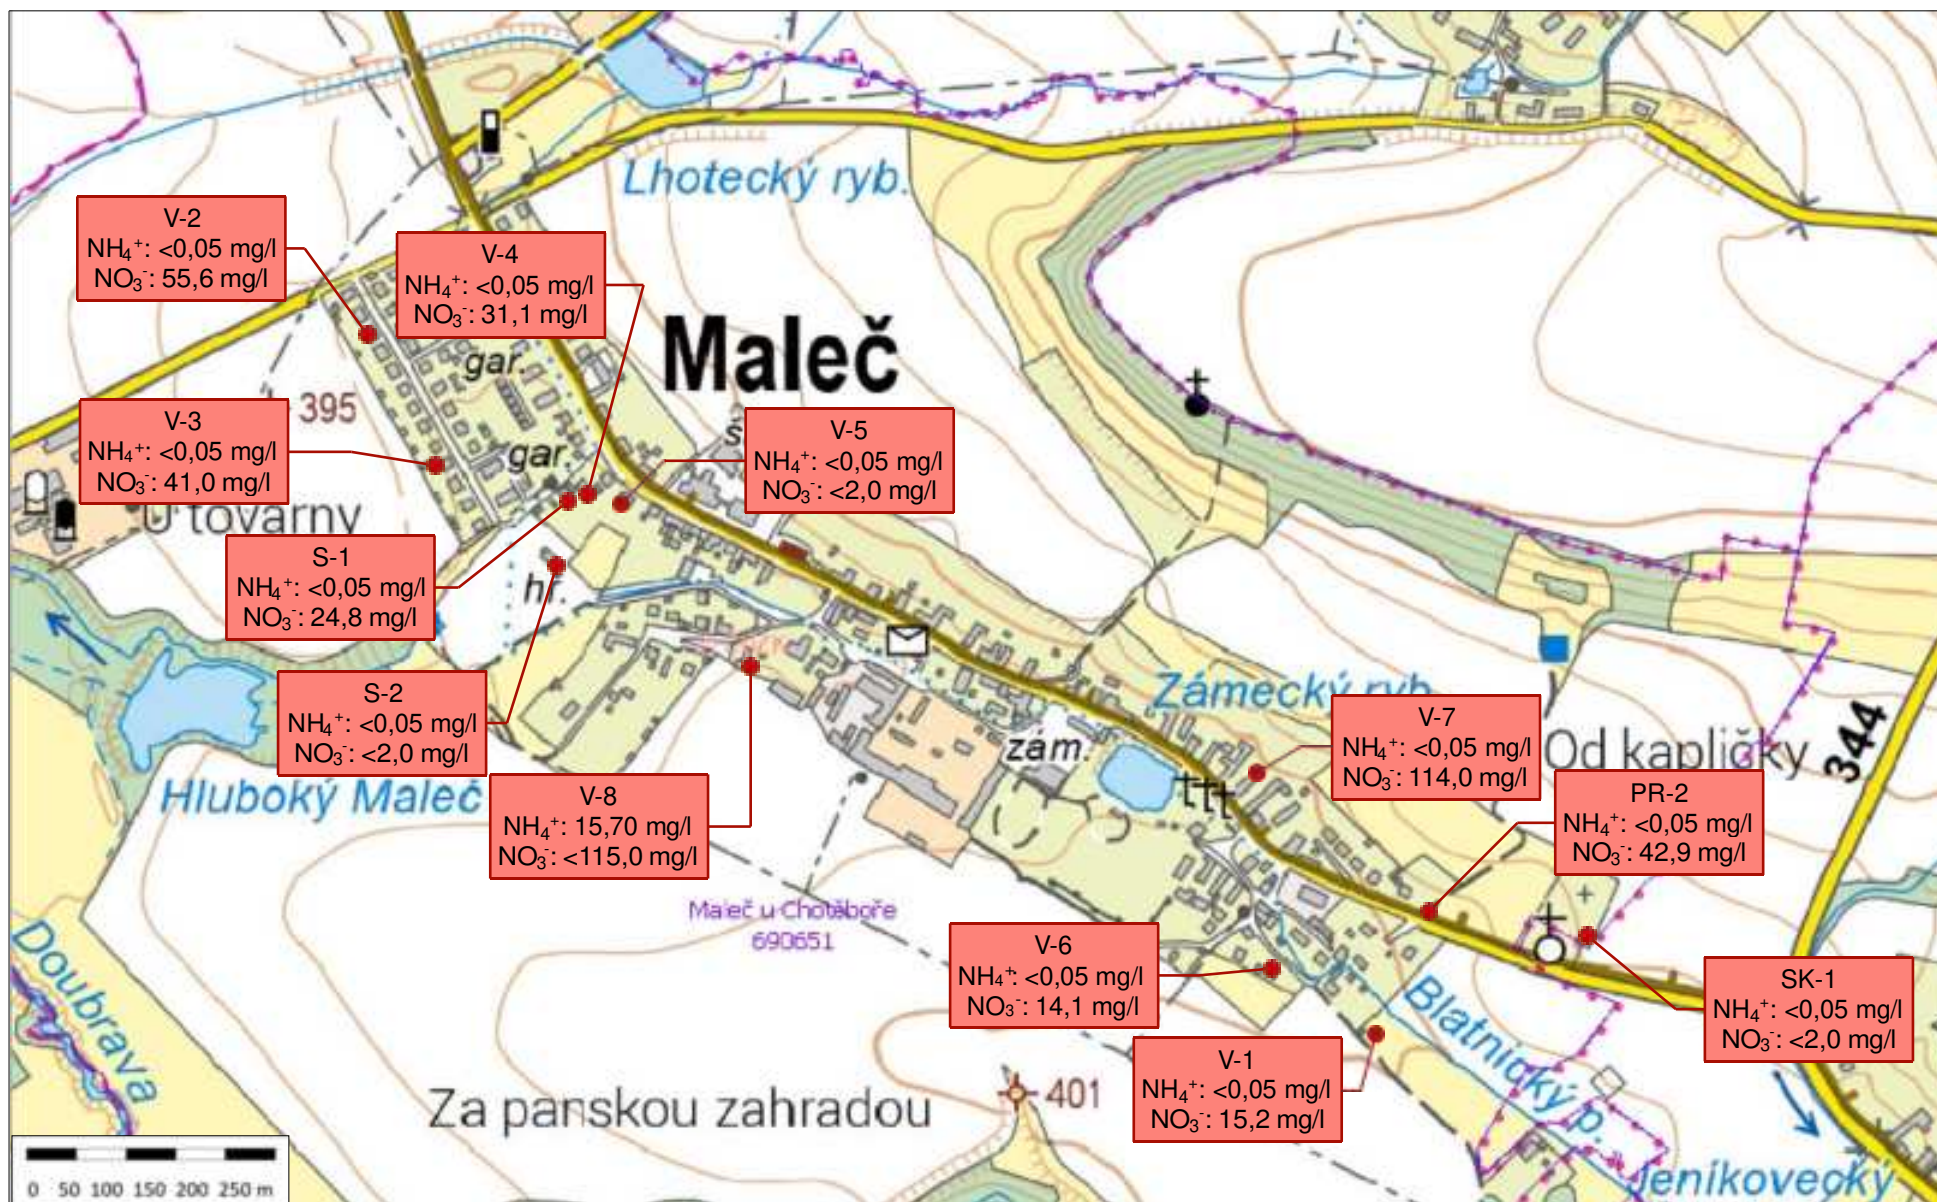 Lhotecký ryb.
V-2
NH₄⁺: <0,05 mg/l
NO₃⁻: 55,6 mg/l
V-4
NH₄⁺: <0,05 mg/l
NO₃⁻: 31,1 mg/l
Maleč
gar.
395
V-3
NH₄⁺: <0,05 mg/l
NO₃⁻: 41,0 mg/l
V-5
NH₄⁺: <0,05 mg/l
NO₃⁻: <2,0 mg/l
gar.
U továrny
S-1
NH₄⁺: <0,05 mg/l
NO₃⁻: 24,8 mg/l
hř.
S-2
NH₄⁺: <0,05 mg/l
NO₃⁻: <2,0 mg/l
Zámecký ryb.
V-7
NH₄⁺: <0,05 mg/l
NO₃⁻: 114,0 mg/l
zám.
Od kapličky
344
Hluboký Maleč
V-8
NH₄⁺: 15,70 mg/l
NO₃⁻: <115,0 mg/l
PR-2
NH₄⁺: <0,05 mg/l
NO₃⁻: 42,9 mg/l
Maleč u Chotěboře
690651
V-6
NH₄⁺: <0,05 mg/l
NO₃⁻: 14,1 mg/l
SK-1
NH₄⁺: <0,05 mg/l
NO₃⁻: <2,0 mg/l
Doubrava
Blatnický p.
V-1
NH₄⁺: <0,05 mg/l
NO₃⁻: 15,2 mg/l
Za panskou zahradou
401
Jeníkovecký
0 50 100 150 200 250 m